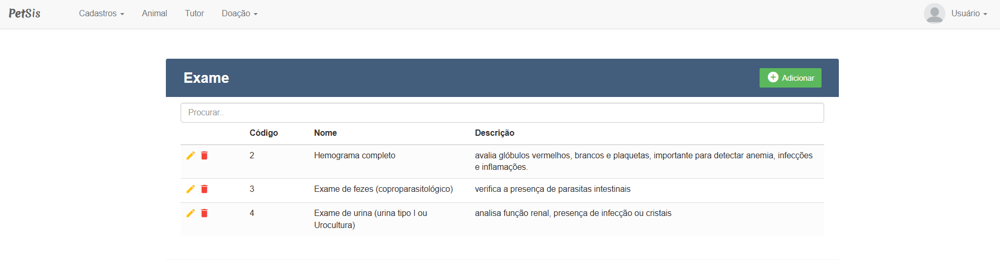 PetSis
Cadastros
Animal
Tutor
Doação
Usuário
Exame
Adicionar
Procurar..
Código Nome Descrição
2 Hemograma completo avalia glóbulos vermelhos, brancos e plaquetas, importante para detectar anemia, infecções
e inflamações.
3 Exame de fezes (coproparasitológico) verifica a presença de parasitas intestinais
4 Exame de urina (urina tipo I ou analisa função renal, presença de infecção ou cristais
Urocultura)